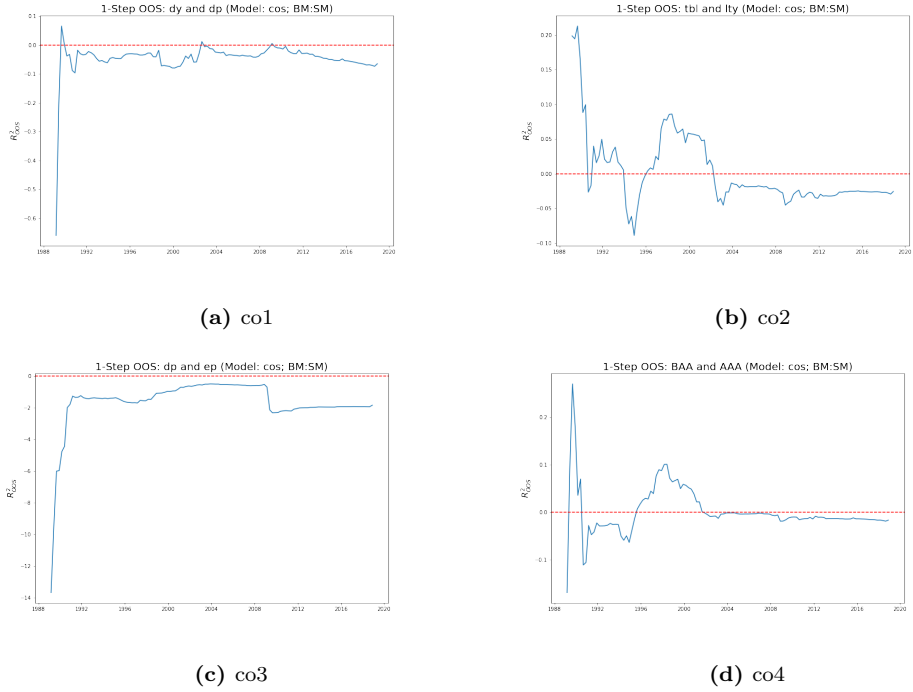 1-Step OOS: dy and dp (Model: cos; BM:SM)
R²OOS
0.1
0.0
−0.1
−0.2
−0.3
−0.4
−0.5
−0.6
1988 1992 1996 2000 2004 2008 2012 2016 2020
(a) co1
1-Step OOS: tbl and lty (Model: cos; BM:SM)
R²OOS
0.20
0.15
0.10
0.05
0.00
−0.05
−0.10
1988 1992 1996 2000 2004 2008 2012 2016 2020
(b) co2
1-Step OOS: dp and ep (Model: cos; BM:SM)
R²OOS
0
−2
−4
−6
−8
−10
−12
−14
1988 1992 1996 2000 2004 2008 2012 2016 2020
(c) co3
1-Step OOS: BAA and AAA (Model: cos; BM:SM)
R²OOS
0.2
0.1
0.0
−0.1
1988 1992 1996 2000 2004 2008 2012 2016 2020
(d) co4